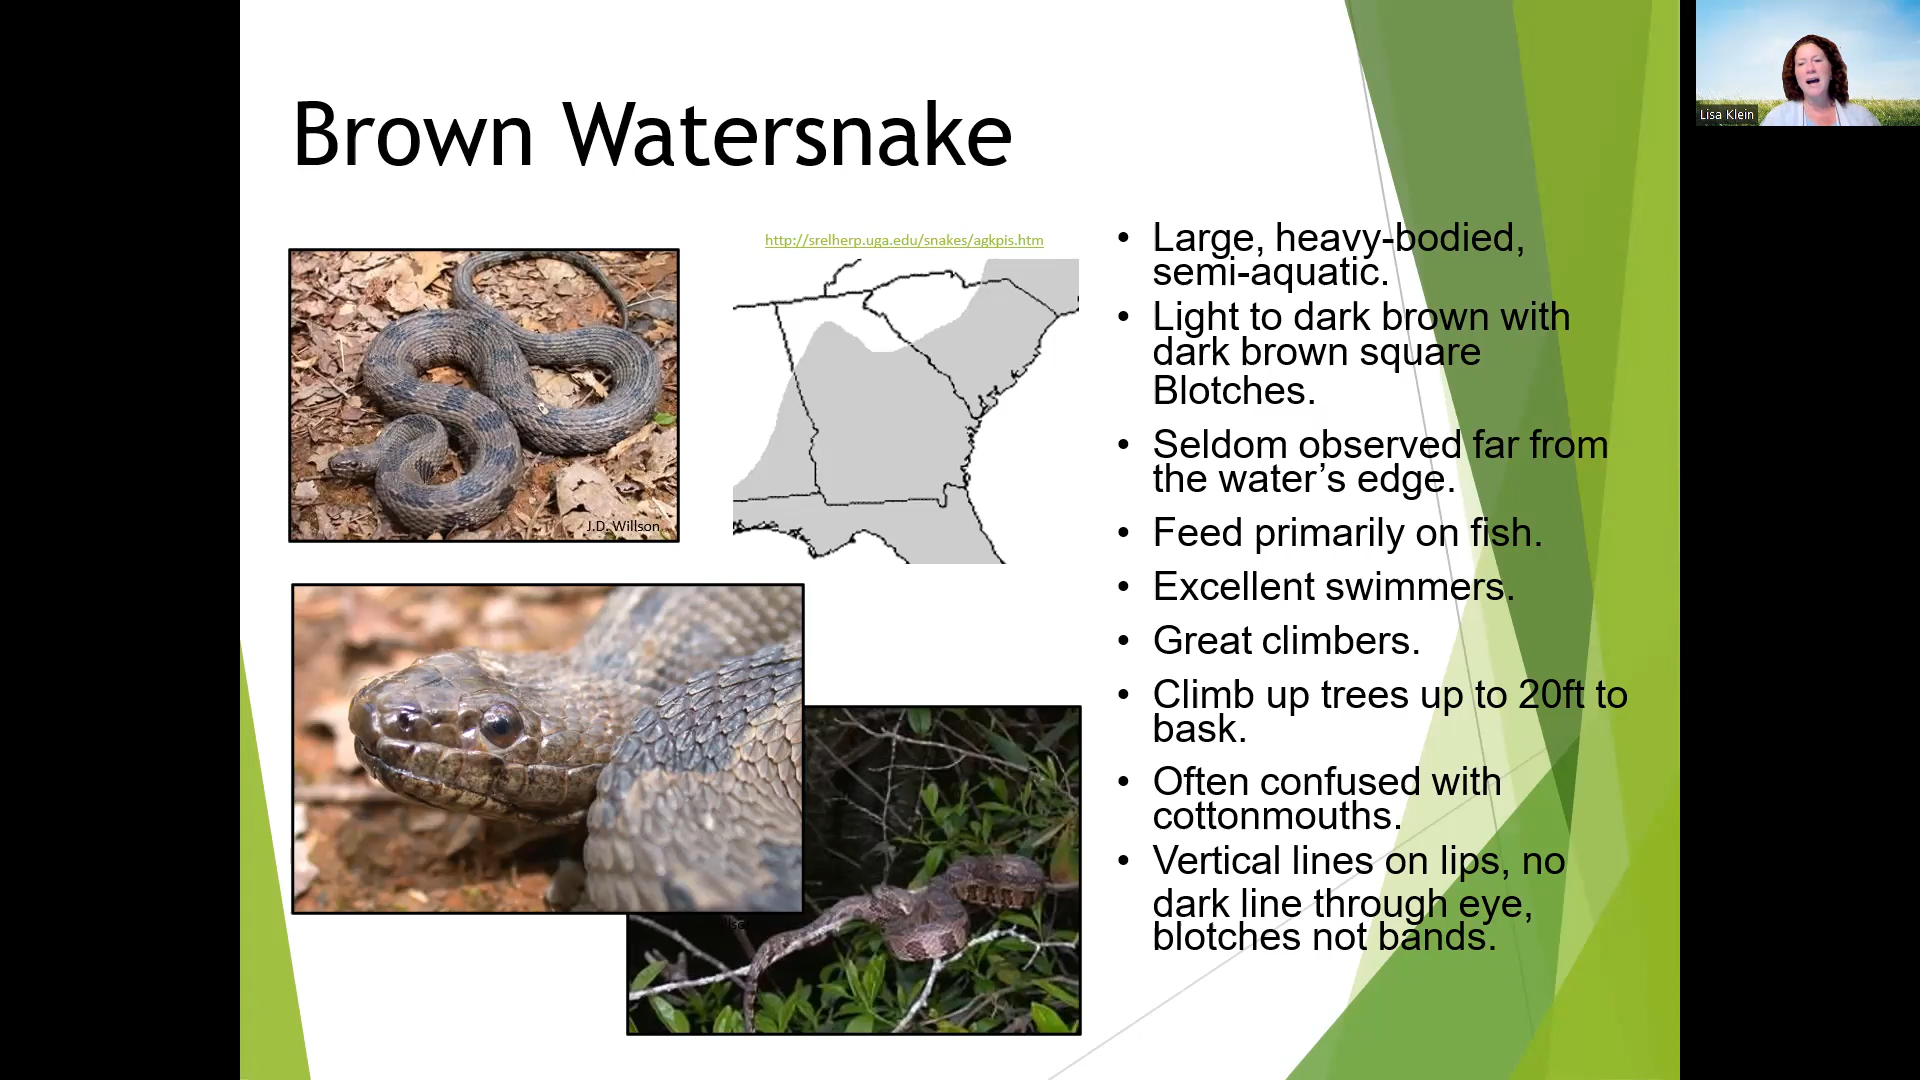 Brown Watersnake
http://srelherp.uga.edu/snakes/agkpis.htm
J.D. Willson
• Large, heavy-bodied,
semi-aquatic.
• Light to dark brown with
dark brown square
Blotches.
• Seldom observed far from
the water’s edge.
• Feed primarily on fish.
• Excellent swimmers.
• Great climbers.
• Climb up trees up to 20ft to
bask.
• Often confused with
cottonmouths.
• Vertical lines on lips, no
dark line through eye,
blotches not bands.
Lisa Klein